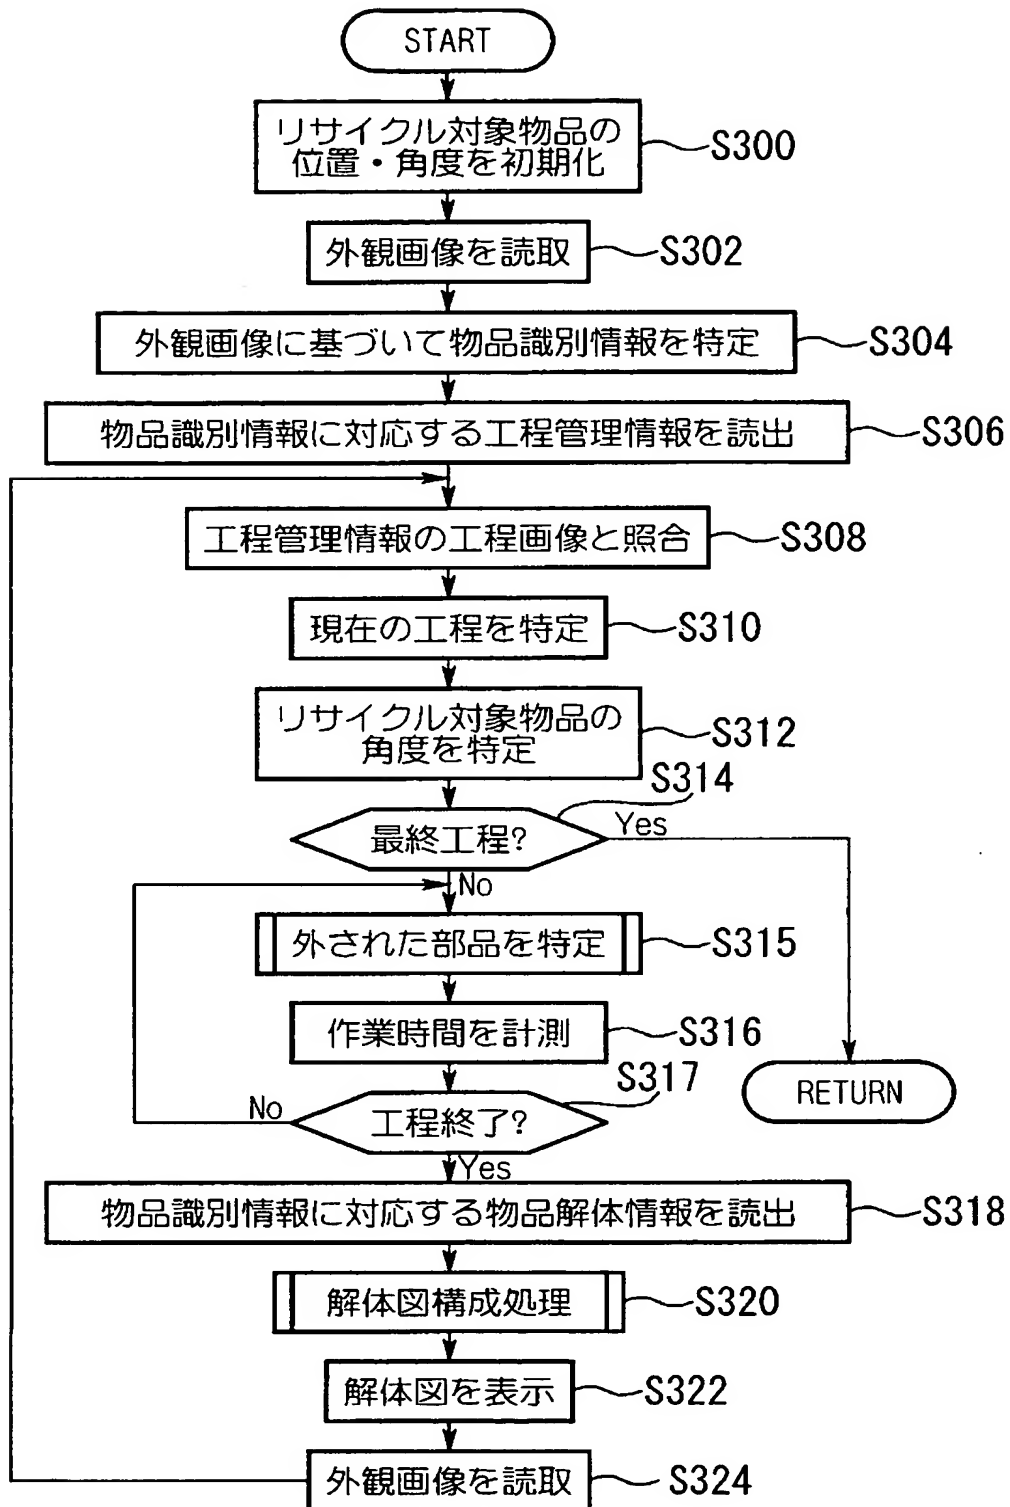 START
リサイクル対象物品の
位置・角度を初期化
S300
外観画像を読取
S302
外観画像に基づいて物品識別情報を特定
S304
物品識別情報に対応する工程管理情報を読出
S306
工程管理情報の工程画像と照合
S308
現在の工程を特定
S310
リサイクル対象物品の
角度を特定
S312
S314
最終工程?
Yes
No
外された部品を特定
S315
作業時間を計測
S316
S317
RETURN
No
工程終了?
Yes
物品識別情報に対応する物品解体情報を読出
S318
解体図構成処理
S320
解体図を表示
S322
外観画像を読取
S324